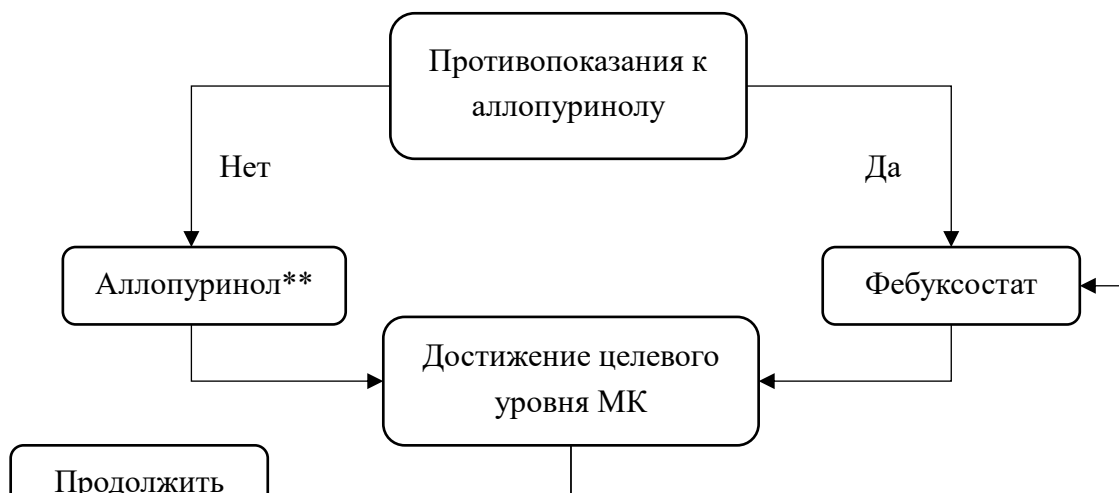 Противопоказания к
аллопуринолу
Нет
Да
Аллопуринол**
Фебуксостат
Достижение целевого
уровня МК
Продолжить